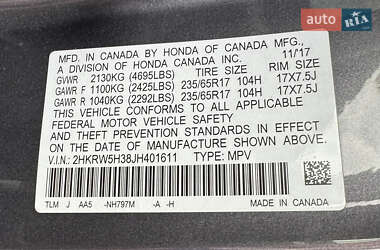 auto RIA
MFD. IN CANADA BY HONDA OF CANADA MFG.,
A DIVISION OF HONDA CANADA INC. 11/17
GVWR 2130KG (4695LBS) TIRE SIZE RIM SIZE
GAWR F 1100KG (2425LBS) 235/65R17 104H 17X7.5J
GAWR R 1040KG (2292LBS) 235/65R17 104H 17X7.5J
THIS VEHICLE CONFORMS TO ALL APPLICABLE
FEDERAL MOTOR VEHICLE SAFETY
STANDARDS IN EFFECT ON THE
DATE OF MANUFACTURE SHOWN ABOVE.
V.I.N.: 2HKRW5H38JH401611 TYPE: MPV
TLM J AA5 -NH797M -A -H
MADE IN CANADA